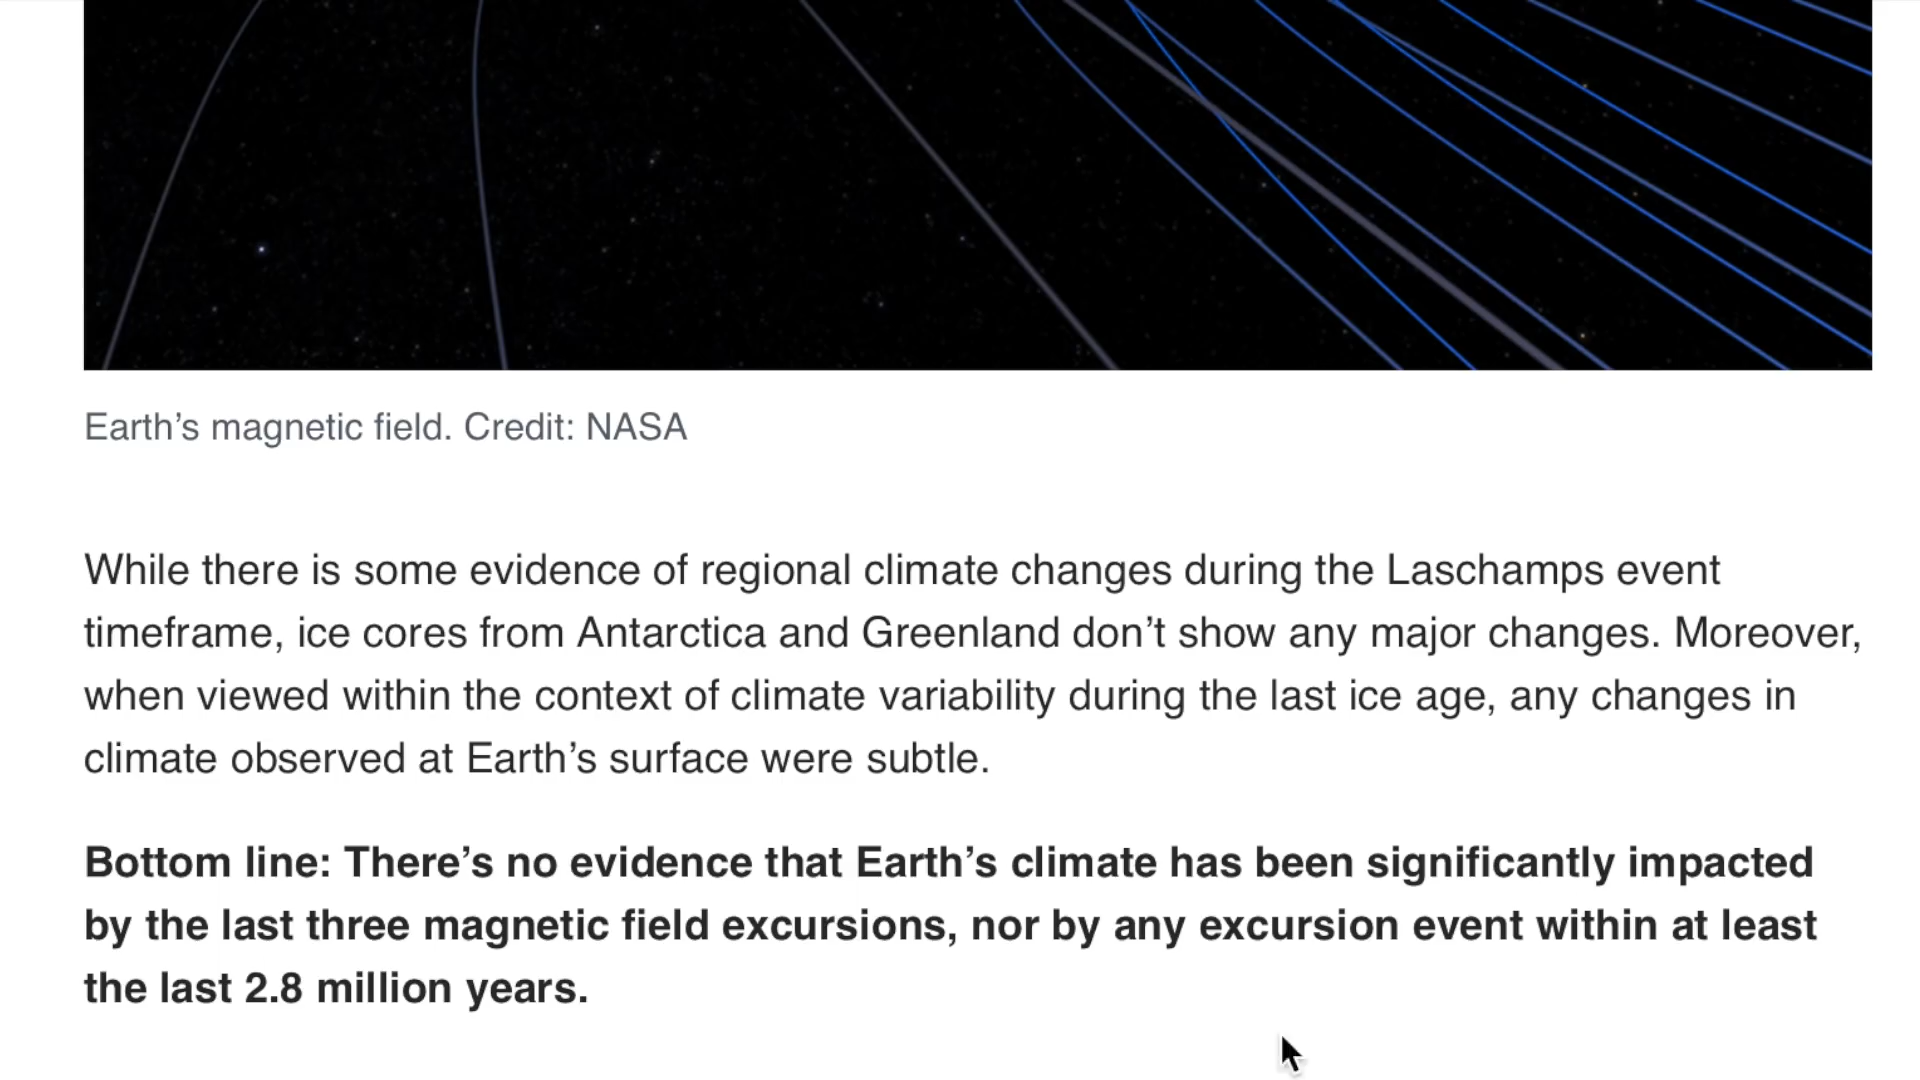 Earth’s magnetic field. Credit: NASA
While there is some evidence of regional climate changes during the Laschamps event
timeframe, ice cores from Antarctica and Greenland don’t show any major changes. Moreover,
when viewed within the context of climate variability during the last ice age, any changes in
climate observed at Earth’s surface were subtle.
Bottom line: There’s no evidence that Earth’s climate has been significantly impacted
by the last three magnetic field excursions, nor by any excursion event within at least
the last 2.8 million years.